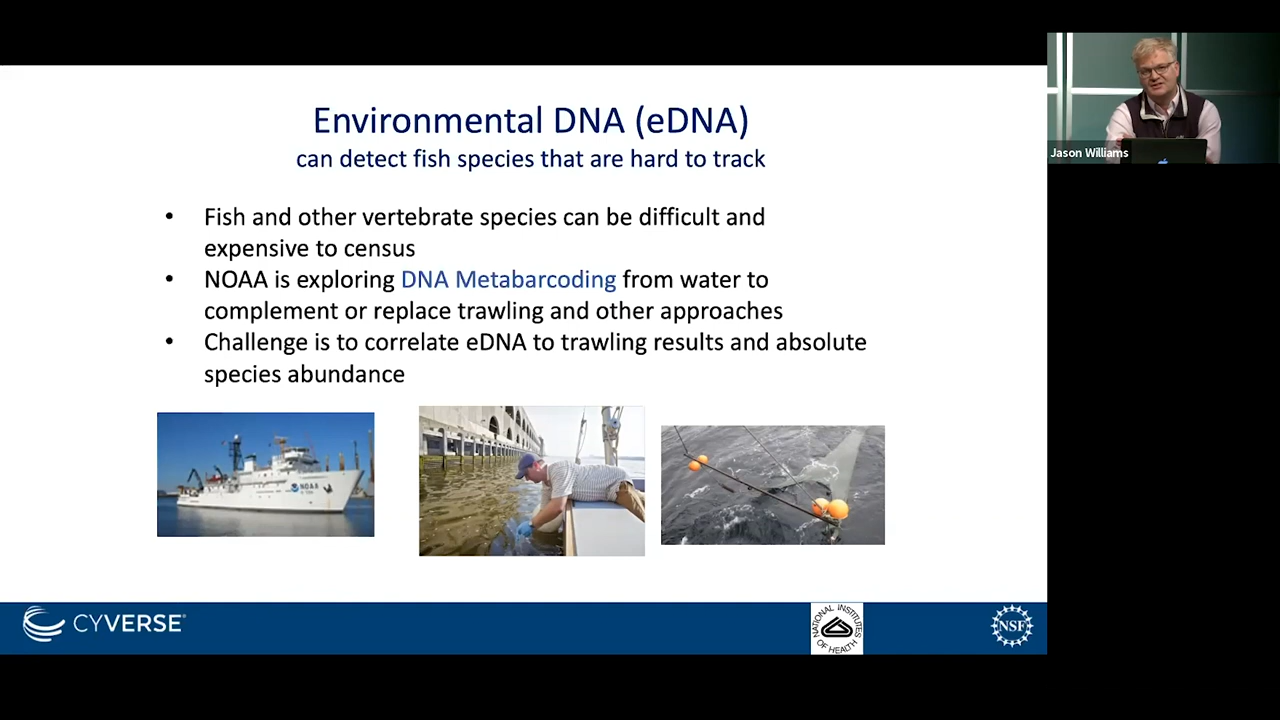 Environmental DNA (eDNA)
can detect fish species that are hard to track
• Fish and other vertebrate species can be difficult and
expensive to census
• NOAA is exploring DNA Metabarcoding from water to
complement or replace trawling and other approaches
• Challenge is to correlate eDNA to trawling results and absolute
species abundance
NOAA
CYVERSE®
NATIONAL INSTITUTES
OF HEALTH
NSF
Jason Williams